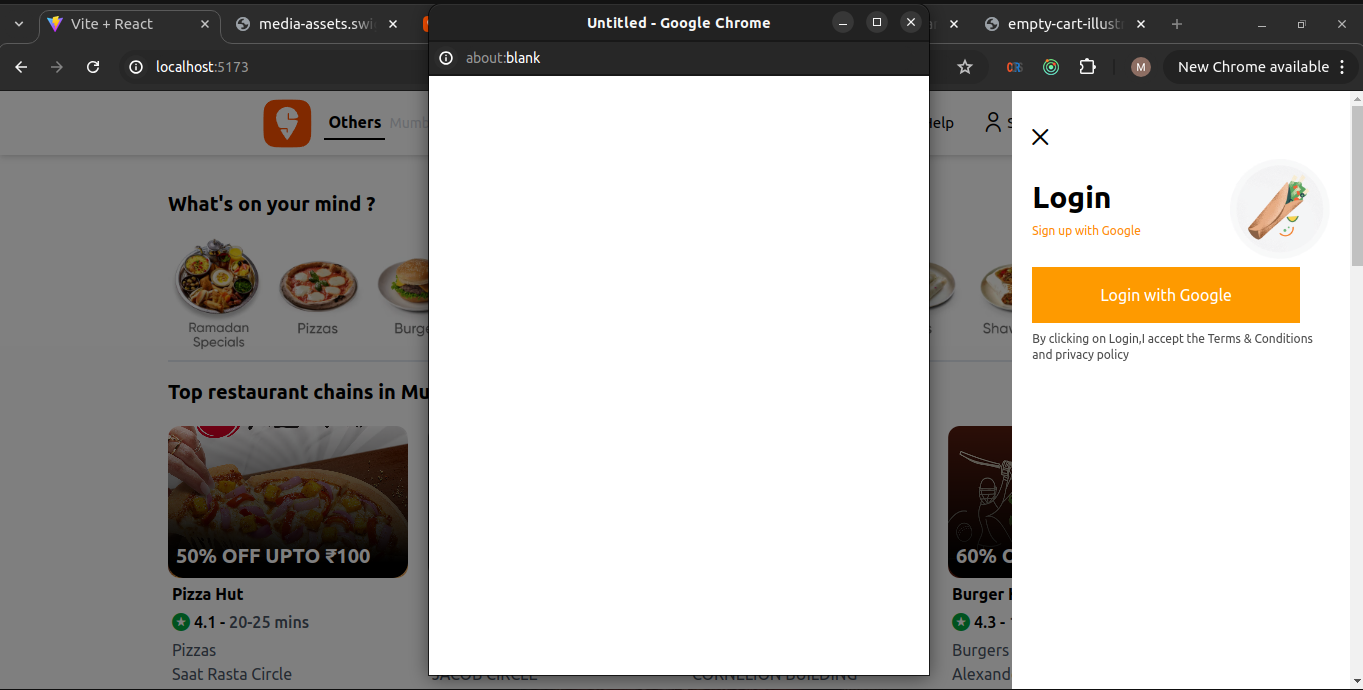 Vite + React
media-assets.swi
Untitled - Google Chrome
empty-cart-illustr
localhost:5173
about:blank
M
New Chrome available
Others
Mumb
Help
Login
Sign up with Google
Login with Google
By clicking on Login,I accept the Terms & Conditions
and privacy policy
What's on your mind ?
Ramadan
Specials
Pizzas
Burge
Shaw
Top restaurant chains in Mu
50% OFF UPTO ₹100
60% O
Pizza Hut
4.1 - 20-25 mins
Pizzas
Saat Rasta Circle
JACOB CIRCLE
CORNELION BUILDING
Burger
4.3 -
Burgers
Alexand